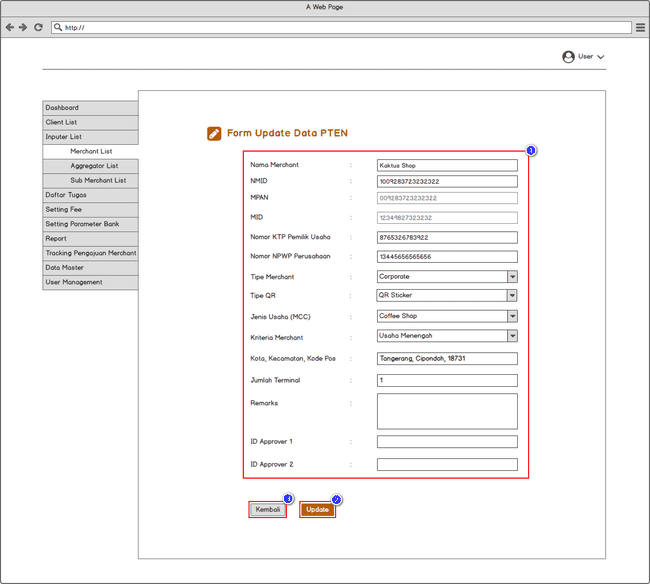 A Web Page
http://
User
Dashboard
Client List
Inputer List
Merchant List
Aggregator List
Sub Merchant List
Daftar Tugas
Setting Fee
Setting Parameter Bank
Report
Tracking Pengajuan Merchant
Data Master
User Management
Form Update Data PTEN
1
Nama Merchant : Kaktus Shop
NMID : 1009283723232322
MPAN : 009283723232322
MID : 12349827323232
Nomor KTP Pemilik Usaha : 8765326783922
Nomor NPWP Perusahaan : 13445656565656
Tipe Merchant : Corporate
Tipe QR : QR Sticker
Jenis Usaha (MCC) : Coffee Shop
Kriteria Merchant : Usaha Menengah
Kota, Kecamatan, Kode Pos : Tangerang, Cipondoh, 18731
Jumlah Terminal : 1
Remarks :
ID Approver 1 :
ID Approver 2 :
Kembali
Update 2